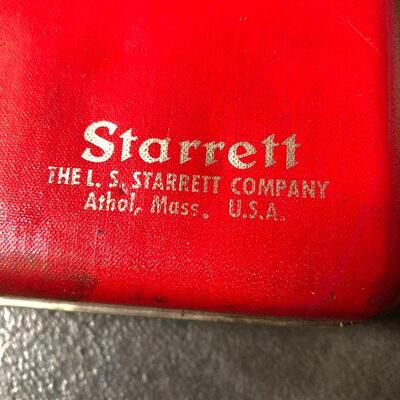 Starrett
THE L. S. STARRETT COMPANY
Athol, Mass. U.S.A.